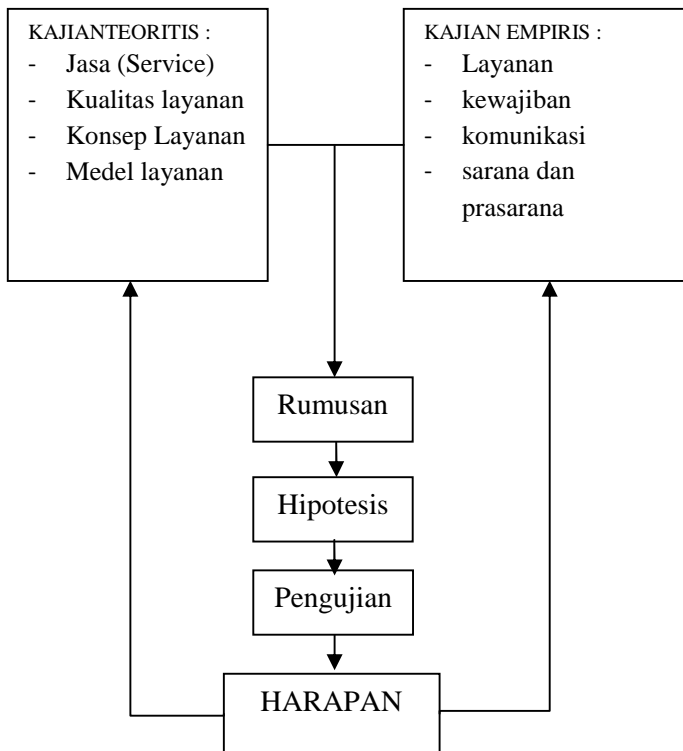 KAJIANTEORITIS :
- Jasa (Service)
- Kualitas layanan
- Konsep Layanan
- Medel layanan
KAJIAN EMPIRIS :
- Layanan
- kewajiban
- komunikasi
- sarana dan
prasarana
Rumusan
Hipotesis
Pengujian
HARAPAN